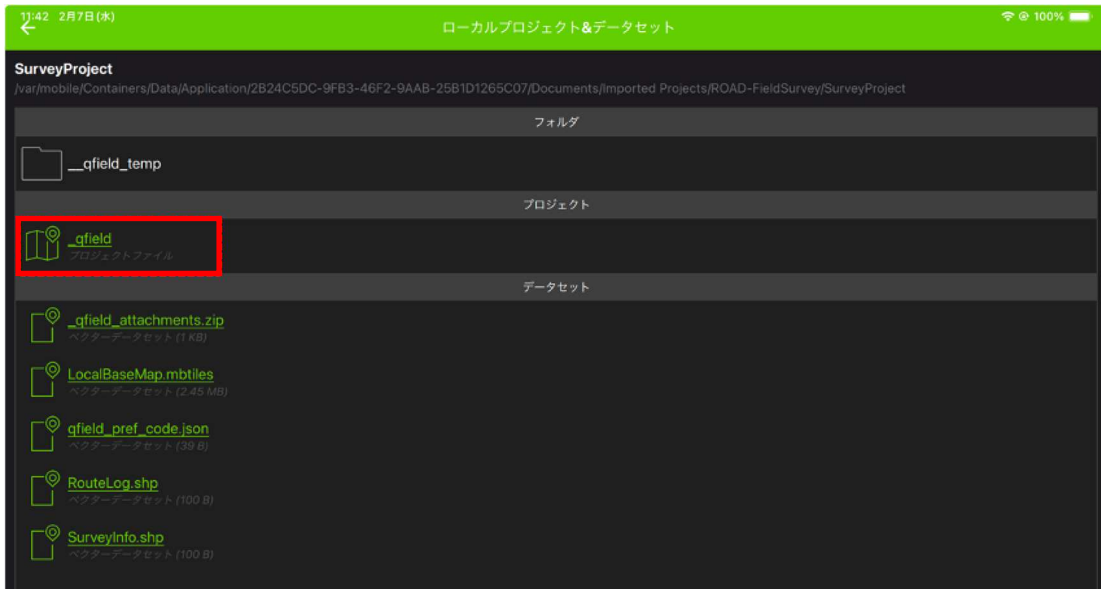 11:42 2月7日(水)
100%
ローカルプロジェクト&データセット
SurveyProject
/var/mobile/Containers/Data/Application/2B24C5DC-9FB3-46F2-9AAB-25B1D1265C07/Documents/Imported Projects/ROAD-FieldSurvey/SurveyProject
フォルダ
__qfield_temp
プロジェクト
_qfield
プロジェクトファイル
データセット
_qfield_attachments.zip
ベクターデータセット (1 KB)
LocalBaseMap.mbtiles
ベクターデータセット (2.45 MB)
qfield_pref_code.json
ベクターデータセット (39 B)
RouteLog.shp
ベクターデータセット (100 B)
SurveyInfo.shp
ベクターデータセット (100 B)